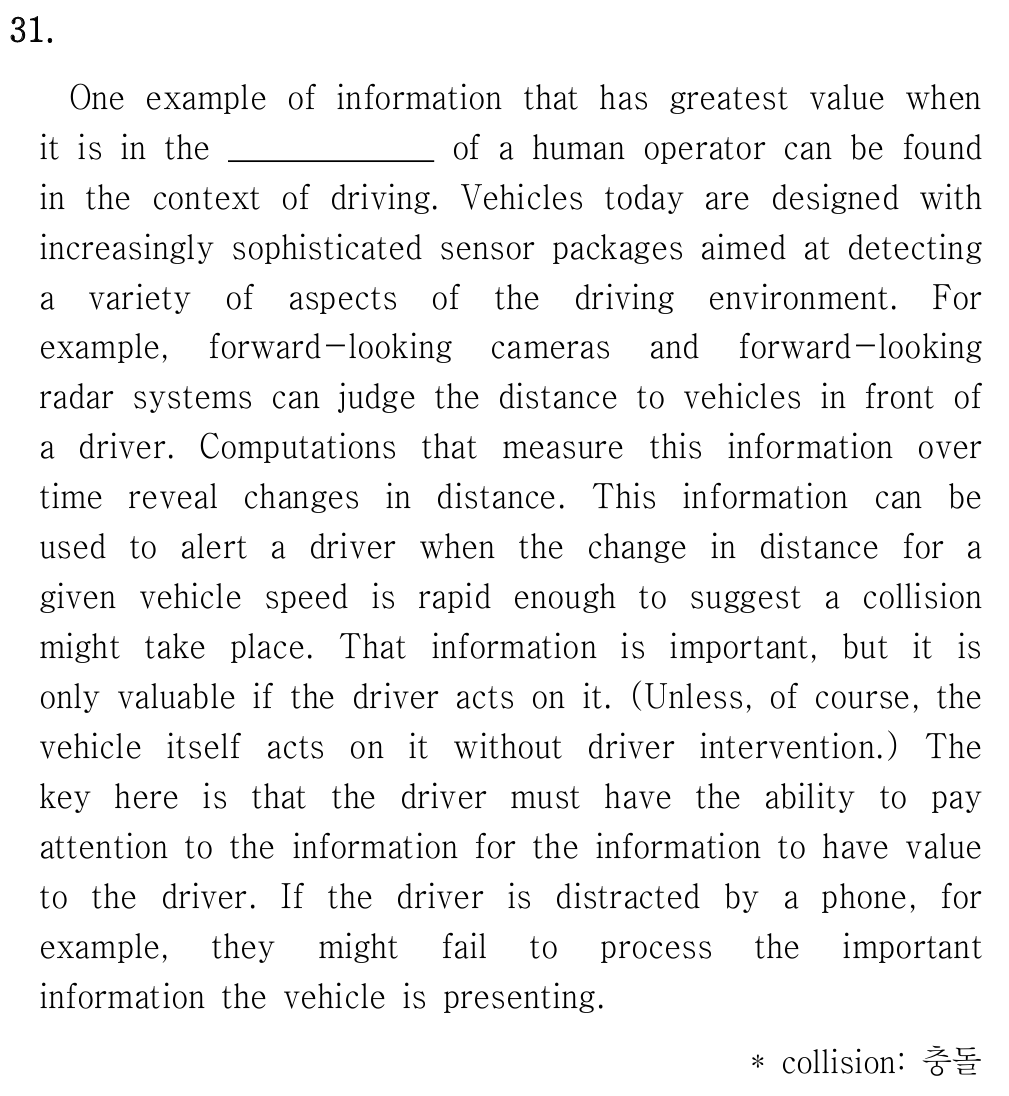 31.
One example of information that has greatest value when
it is in the ____________ of a human operator can be found
in the context of driving. Vehicles today are designed with
increasingly sophisticated sensor packages aimed at detecting
a variety of aspects of the driving environment. For
example, forward-looking cameras and forward-looking
radar systems can judge the distance to vehicles in front of
a driver. Computations that measure this information over
time reveal changes in distance. This information can be
used to alert a driver when the change in distance for a
given vehicle speed is rapid enough to suggest a collision
might take place. That information is important, but it is
only valuable if the driver acts on it. (Unless, of course, the
vehicle itself acts on it without driver intervention.) The
key here is that the driver must have the ability to pay
attention to the information for the information to have value
to the driver. If the driver is distracted by a phone, for
example, they might fail to process the important
information the vehicle is presenting.
* collision: 충돌